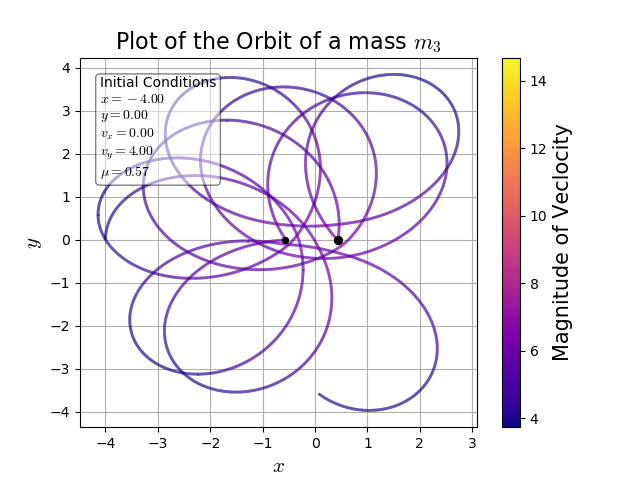 Plot of the Orbit of a mass m₃
Initial Conditions
x = −4.00
y = 0.00
vₓ = 0.00
v_y = 4.00
μ = 0.57
4
3
2
1
0
−1
−2
−3
−4
y
−4 −3 −2 −1 0 1 2 3
x
14
12
10
8
6
4
Magnitude of Veclocity